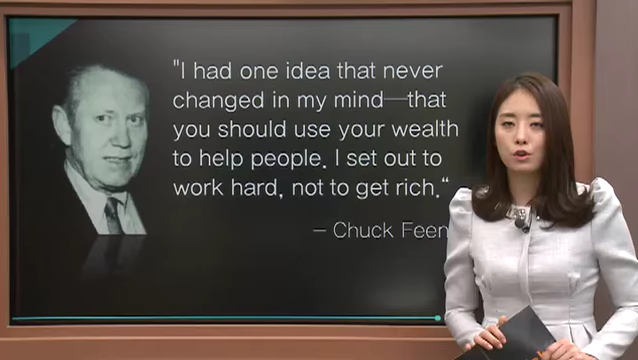 "I had one idea that never
changed in my mind—that
you should use your wealth
to help people. I set out to
work hard, not to get rich.“
– Chuck Feen